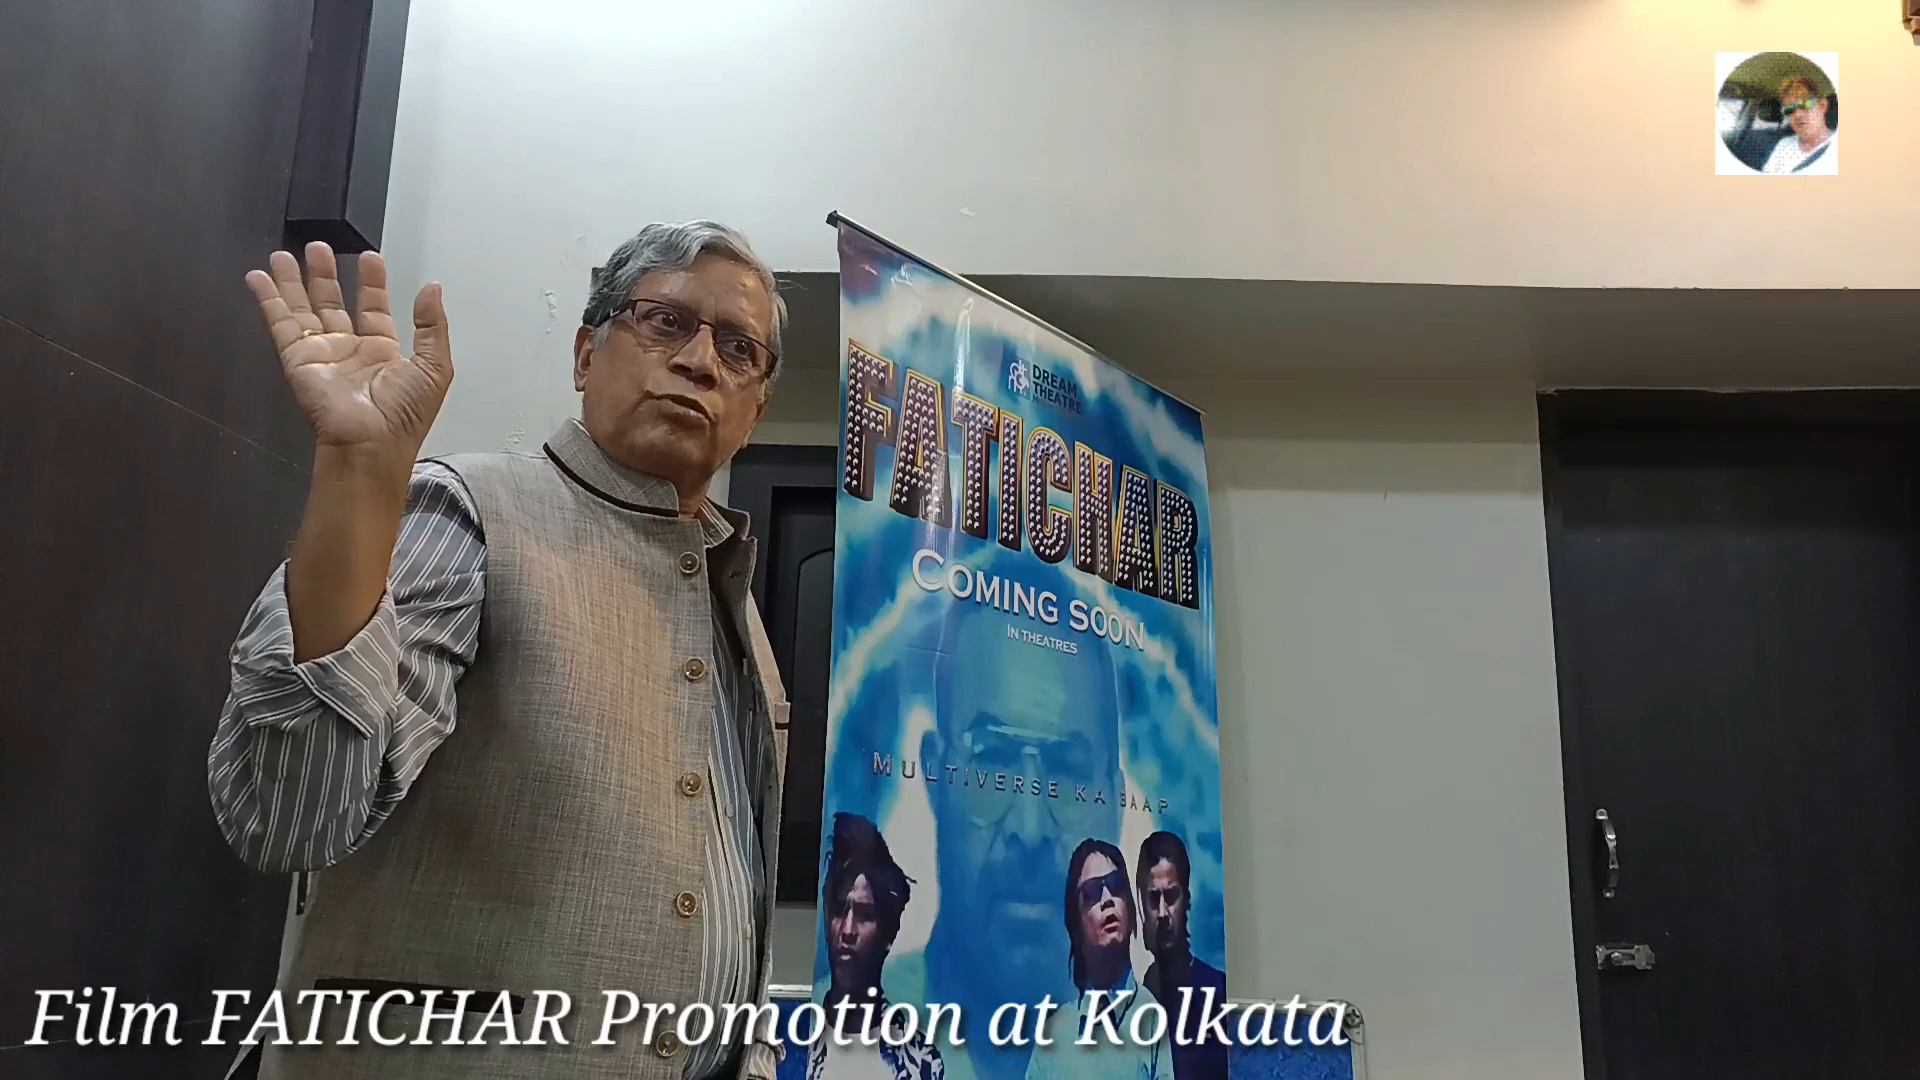 DREAM
THEATRE
FATICHAR
COMING SOON
IN THEATRES
MULTIVERSE KA BAAP
Film FATICHAR Promotion at Kolkata